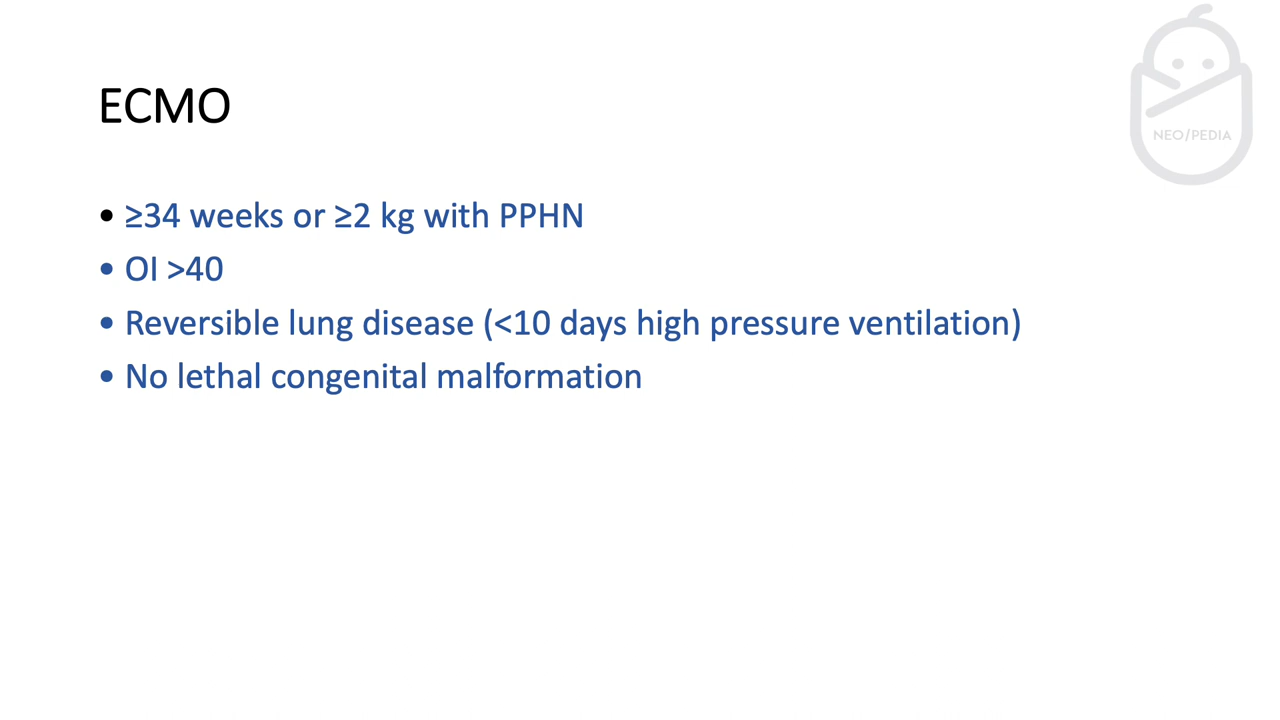 NEO/PEDIA
ECMO
• ≥34 weeks or ≥2 kg with PPHN
• OI >40
• Reversible lung disease (<10 days high pressure ventilation)
• No lethal congenital malformation